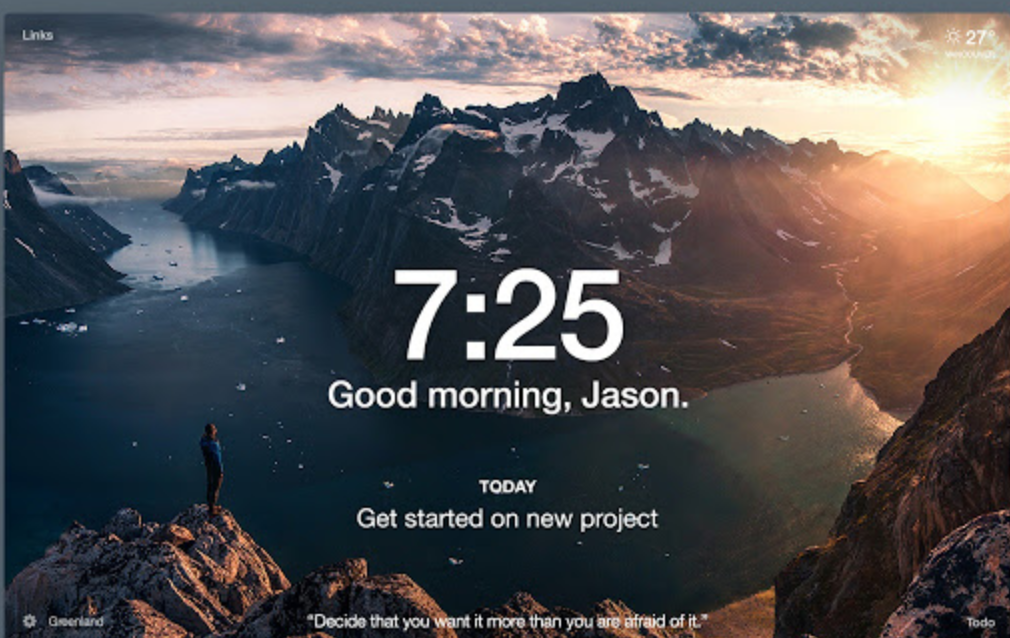 Links
27°
VANCOUVER
7:25
Good morning, Jason.
TODAY
Get started on new project
Greenland
“Decide that you want it more than you are afraid of it.”
Todo